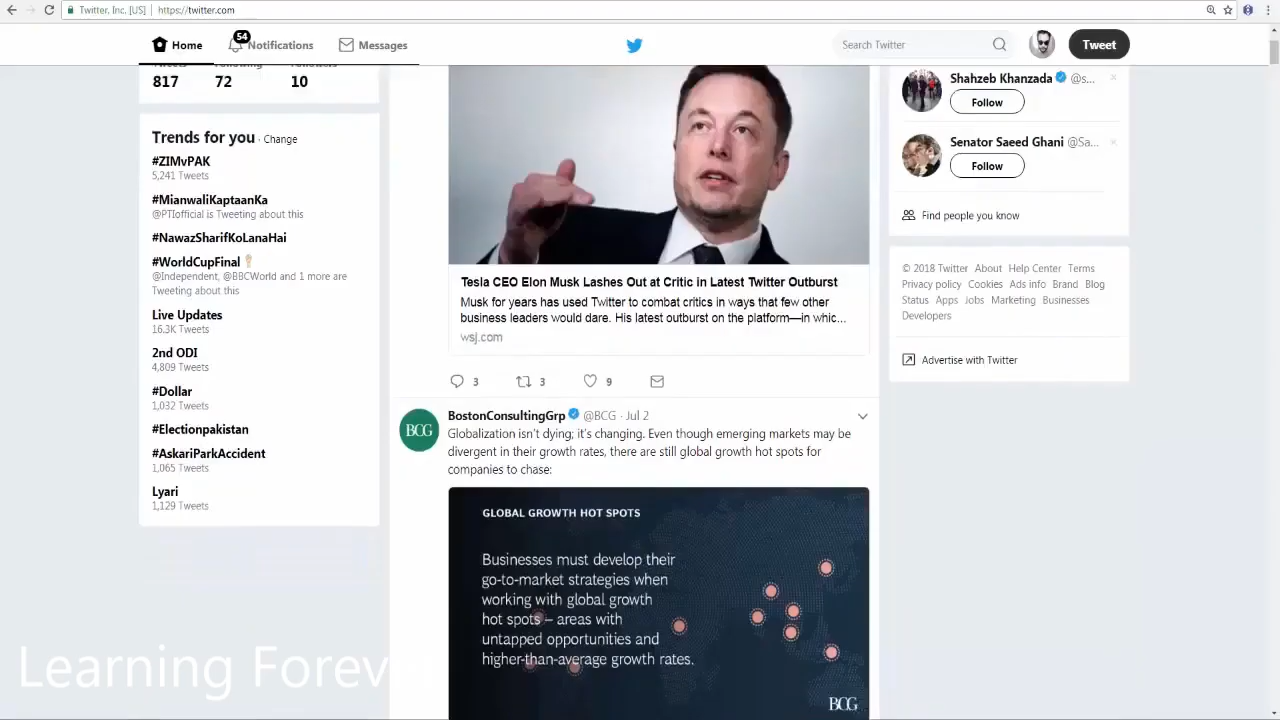 Twitter, Inc. [US] https://twitter.com
Home
54
Notifications
Messages
Search Twitter
Tweet
817 72 10
Trends for you · Change
#ZIMvPAK
5,241 Tweets
#MianwaliKaptaanKa
@PTIofficial is Tweeting about this
#NawazSharifKoLanaHai
#WorldCupFinal
@Independent, @BBCWorld and 1 more are
Tweeting about this
Live Updates
16.3K Tweets
2nd ODI
4,809 Tweets
#Dollar
1,032 Tweets
#Electionpakistan
#AskariParkAccident
1,065 Tweets
Lyari
1,129 Tweets
Tesla CEO Elon Musk Lashes Out at Critic in Latest Twitter Outburst
Musk for years has used Twitter to combat critics in ways that few other
business leaders would dare. His latest outburst on the platform—in whic...
wsj.com
3 3 9
BostonConsultingGrp @BCG · Jul 2
Globalization isn't dying; it's changing. Even though emerging markets may be
divergent in their growth rates, there are still global growth hot spots for
companies to chase:
BCG
GLOBAL GROWTH HOT SPOTS
Businesses must develop their
go-to-market strategies when
working with global growth
hot spots – areas with
untapped opportunities and
higher-than-average growth rates.
BCG
Shahzeb Khanzada @s...
Follow
Senator Saeed Ghani @Sa...
Follow
Find people you know
© 2018 Twitter About Help Center Terms
Privacy policy Cookies Ads info Brand Blog
Status Apps Jobs Marketing Businesses
Developers
Advertise with Twitter
Learning Forev